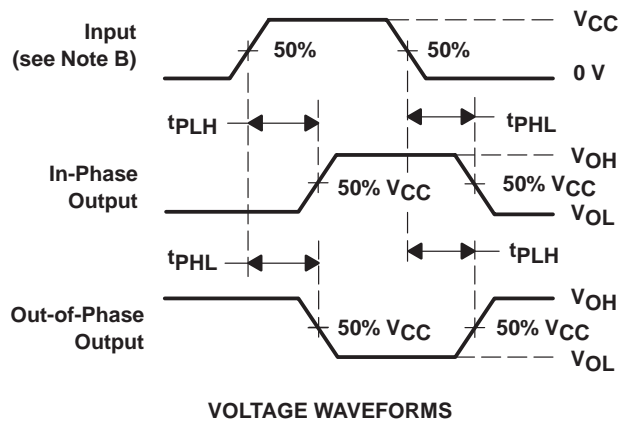 Input
(see Note B)
50%
50%
VCC
0 V
tPLH
tPHL
In-Phase
Output
50% VCC
50% VCC
VOH
VOL
tPHL
tPLH
Out-of-Phase
Output
50% VCC
50% VCC
VOH
VOL
VOLTAGE WAVEFORMS